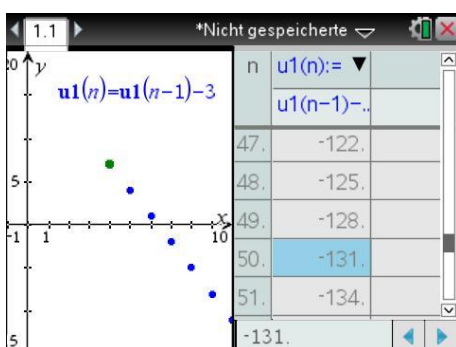 1.1 *Nicht gespeicherte
20 y
u1(n)=u1(n−1)−3
5
x
-1 1 10
5
n u1(n):= ▼
u1(n−1)−..
47. -122.
48. -125.
49. -128.
50. -131.
51. -134.
-131.